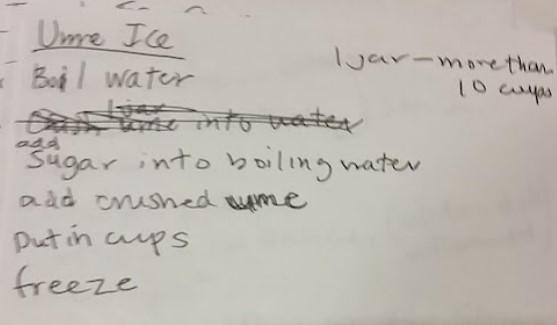 Ume Ice
1 jar - more than
10 cups
Boil water
1 jar
Crush ume into water
add
Sugar into boiling water
add crushed ume
Put in cups
freeze